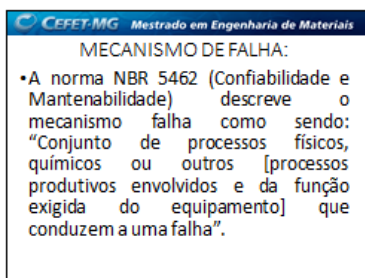 CEFET-MG Mestrado em Engenharia de Materiais
MECANISMO DE FALHA:
•A norma NBR 5462 (Confiabilidade e
Mantenabilidade) descreve o
mecanismo falha como sendo:
“Conjunto de processos físicos,
químicos ou outros [processos
produtivos envolvidos e da função
exigida do equipamento] que
conduzem a uma falha”.